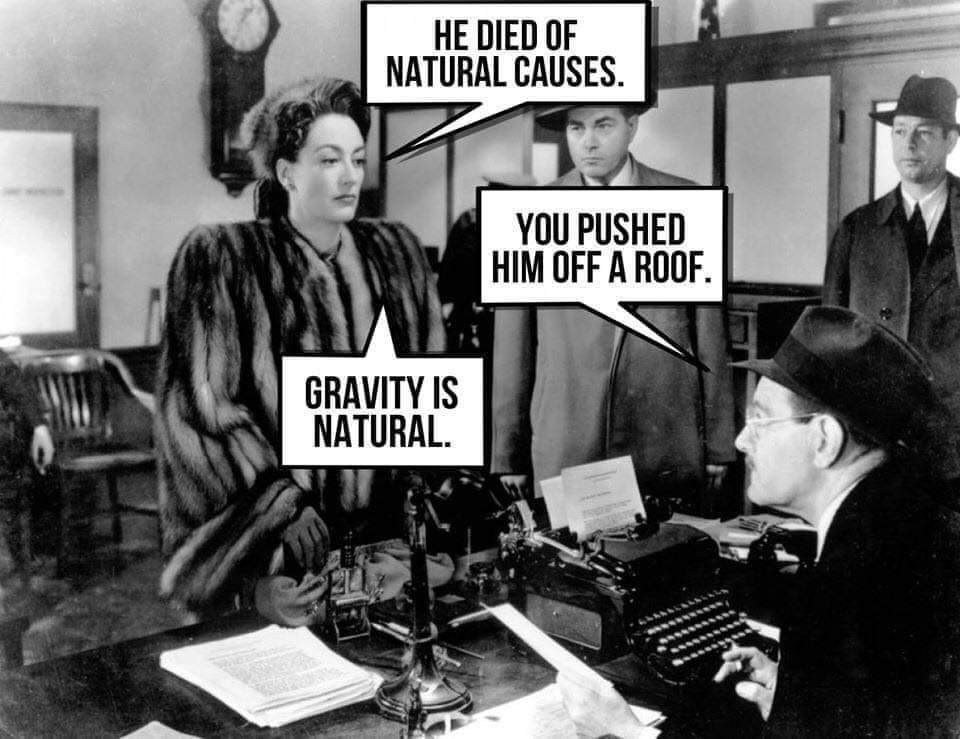 HE DIED OF
NATURAL CAUSES.
YOU PUSHED
HIM OFF A ROOF.
GRAVITY IS
NATURAL.